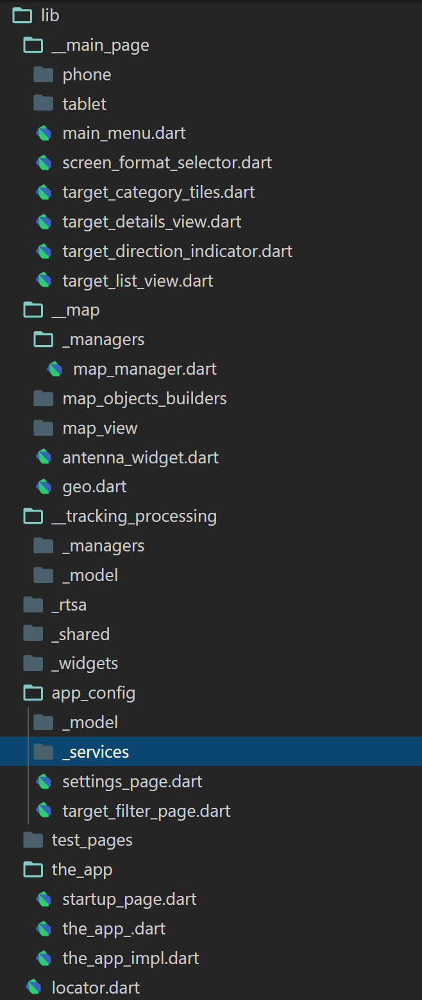 lib
__main_page
phone
tablet
main_menu.dart
screen_format_selector.dart
target_category_tiles.dart
target_details_view.dart
target_direction_indicator.dart
target_list_view.dart
__map
_managers
map_manager.dart
map_objects_builders
map_view
antenna_widget.dart
geo.dart
__tracking_processing
_managers
_model
_rtsa
_shared
_widgets
app_config
_model
_services
settings_page.dart
target_filter_page.dart
test_pages
the_app
startup_page.dart
the_app_.dart
the_app_impl.dart
locator.dart